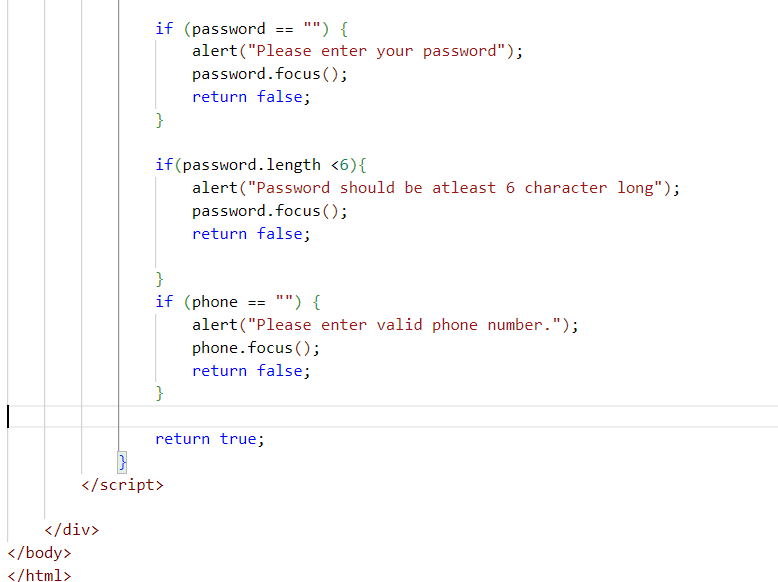 if (password == "") {
alert("Please enter your password");
password.focus();
return false;
}
if(password.length <6){
alert("Password should be atleast 6 character long");
password.focus();
return false;
}
if (phone == "") {
alert("Please enter valid phone number.");
phone.focus();
return false;
}
return true;
}
</script>
</div>
</body>
</html>